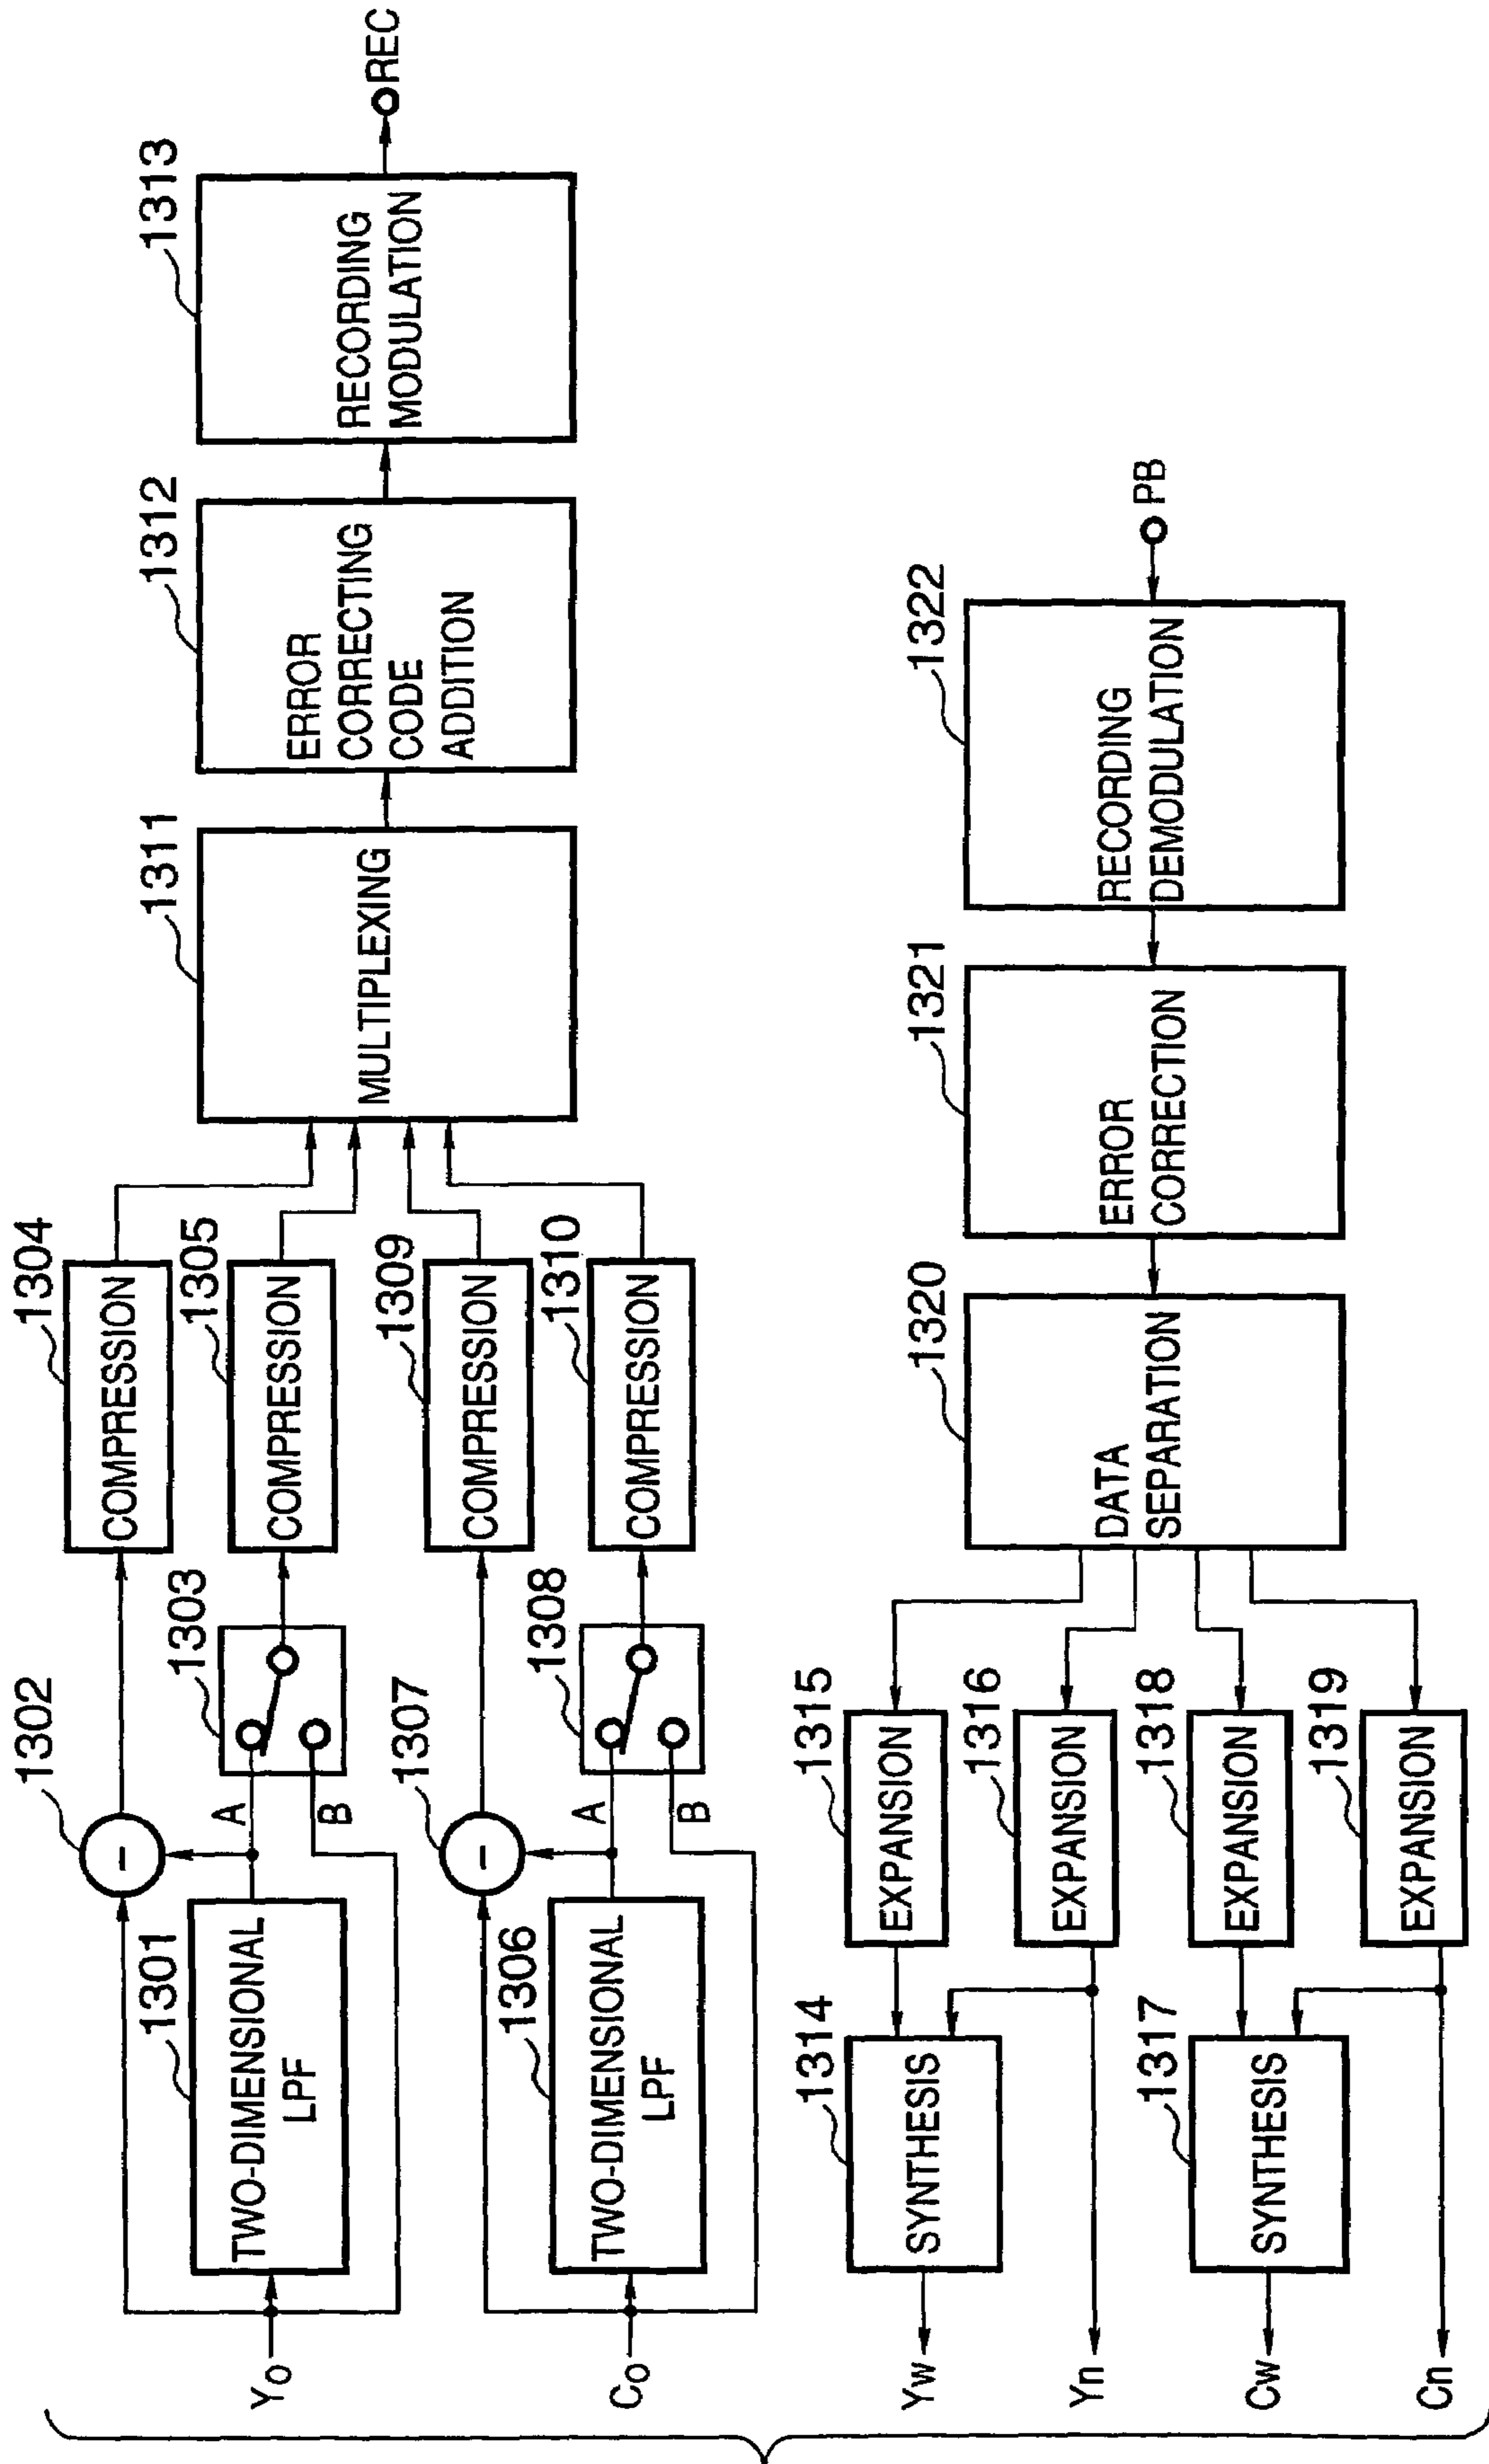 Yo
1301
TWO-DIMENSIONAL
LPF
1302
A
B
1303
1304
COMPRESSION
1305
COMPRESSION
Co
1306
TWO-DIMENSIONAL
LPF
1307
A
B
1308
1309
COMPRESSION
1310
COMPRESSION
1311
MULTIPLEXING
1312
ERROR
CORRECTING
CODE
ADDITION
1313
RECORDING
MODULATION
REC
Yw
1314
SYNTHESIS
1315
EXPANSION
Yn
1316
EXPANSION
Cw
1317
SYNTHESIS
1318
EXPANSION
Cn
1319
EXPANSION
1320
DATA
SEPARATION
1321
ERROR
CORRECTION
1322
RECORDING
DEMODULATION
PB